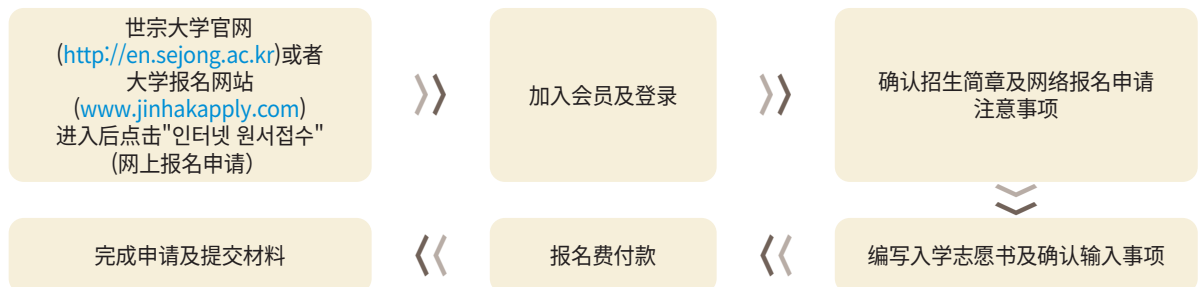 世宗大学官网
(http://en.sejong.ac.kr)或者
大学报名网站
(www.jinhakapply.com)
进入后点击"인터넷 원서접수"
(网上报名申请)
加入会员及登录
确认招生简章及网络报名申请
注意事项
编写入学志愿书及确认输入事项
报名费付款
完成申请及提交材料